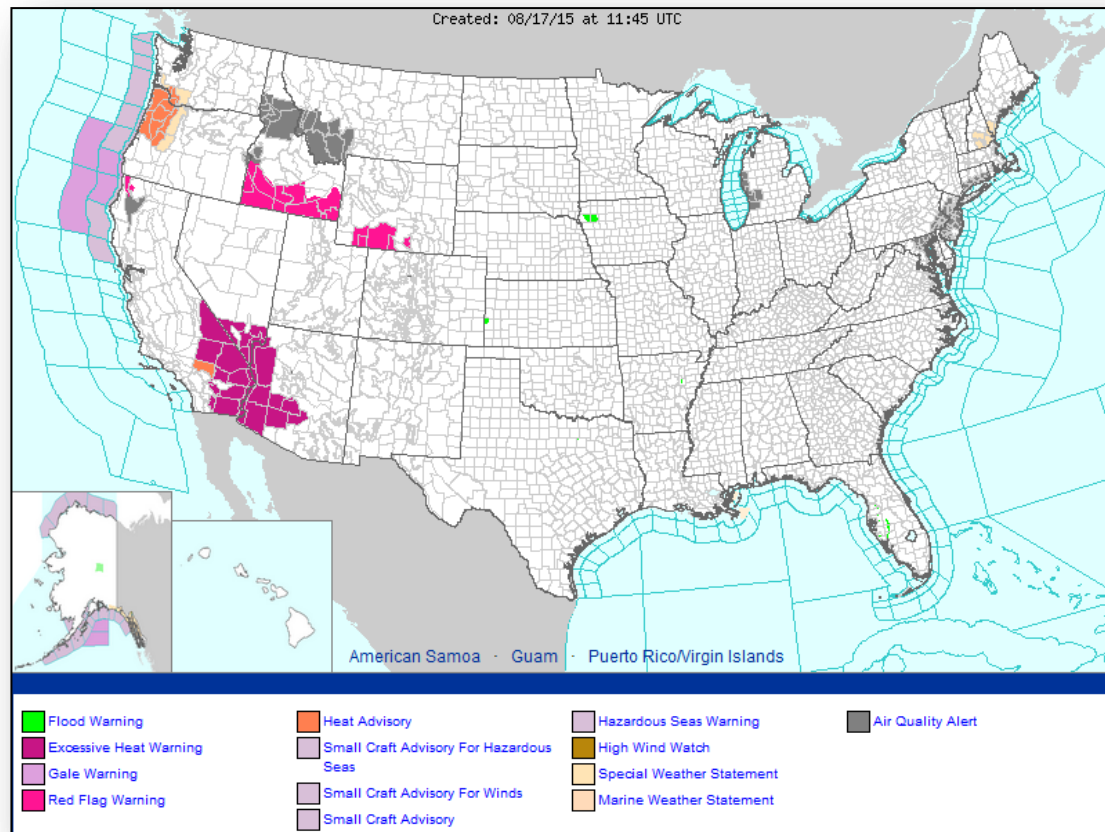 Created: 08/17/15 at 11:45 UTC
American Samoa · Guam · Puerto Rico/Virgin Islands
Flood Warning
Excessive Heat Warning
Gale Warning
Red Flag Warning
Heat Advisory
Small Craft Advisory For Hazardous
Seas
Small Craft Advisory For Winds
Small Craft Advisory
Hazardous Seas Warning
High Wind Watch
Special Weather Statement
Marine Weather Statement
Air Quality Alert